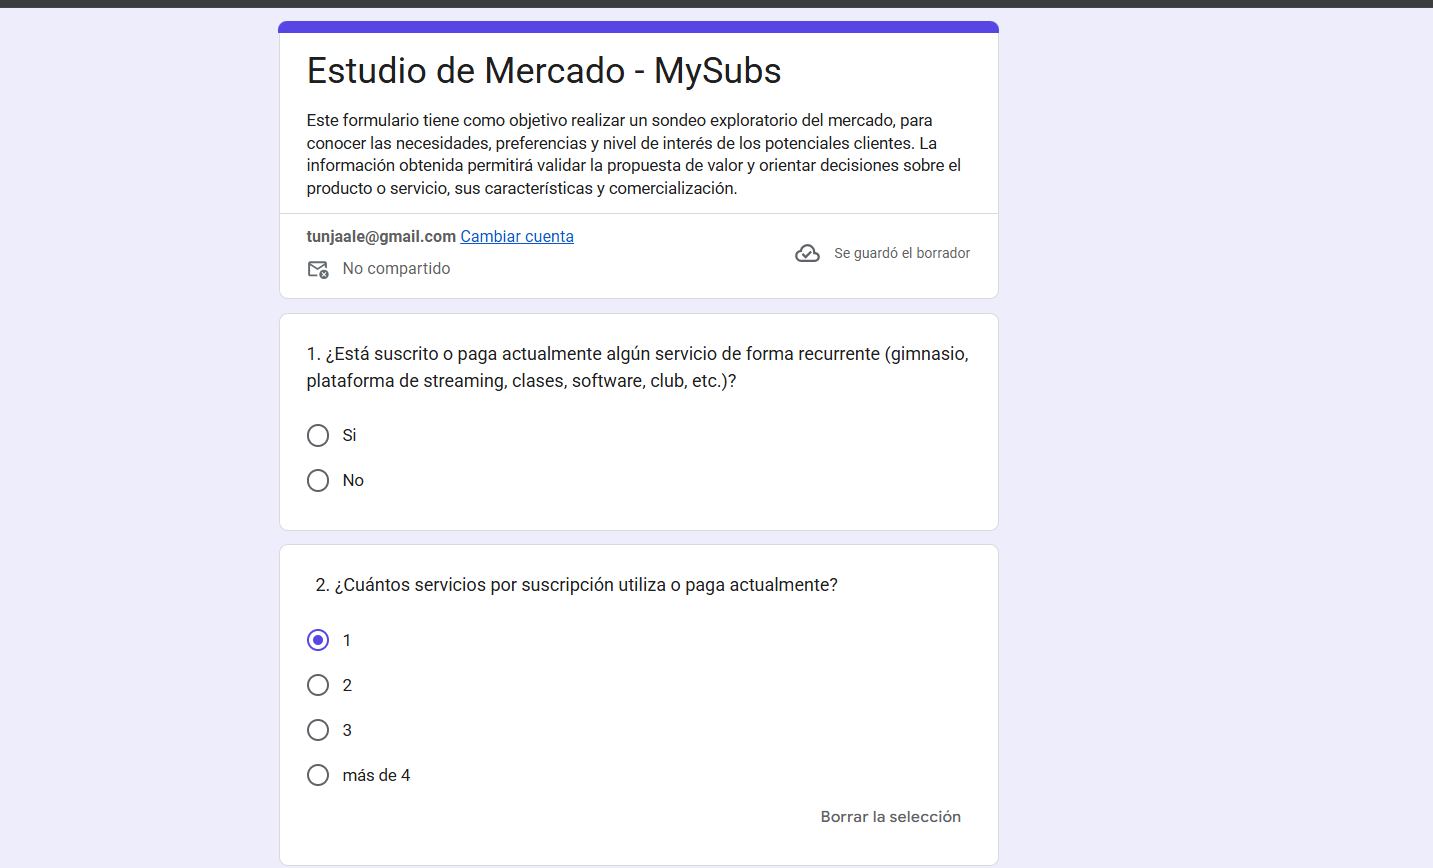 Estudio de Mercado - MySubs
Este formulario tiene como objetivo realizar un sondeo exploratorio del mercado, para
conocer las necesidades, preferencias y nivel de interés de los potenciales clientes. La
información obtenida permitirá validar la propuesta de valor y orientar decisiones sobre el
producto o servicio, sus características y comercialización.
tunjaale@gmail.com Cambiar cuenta
Se guardó el borrador
No compartido
1. ¿Está suscrito o paga actualmente algún servicio de forma recurrente (gimnasio,
plataforma de streaming, clases, software, club, etc.)?
Si
No
2. ¿Cuántos servicios por suscripción utiliza o paga actualmente?
1
2
3
más de 4
Borrar la selección